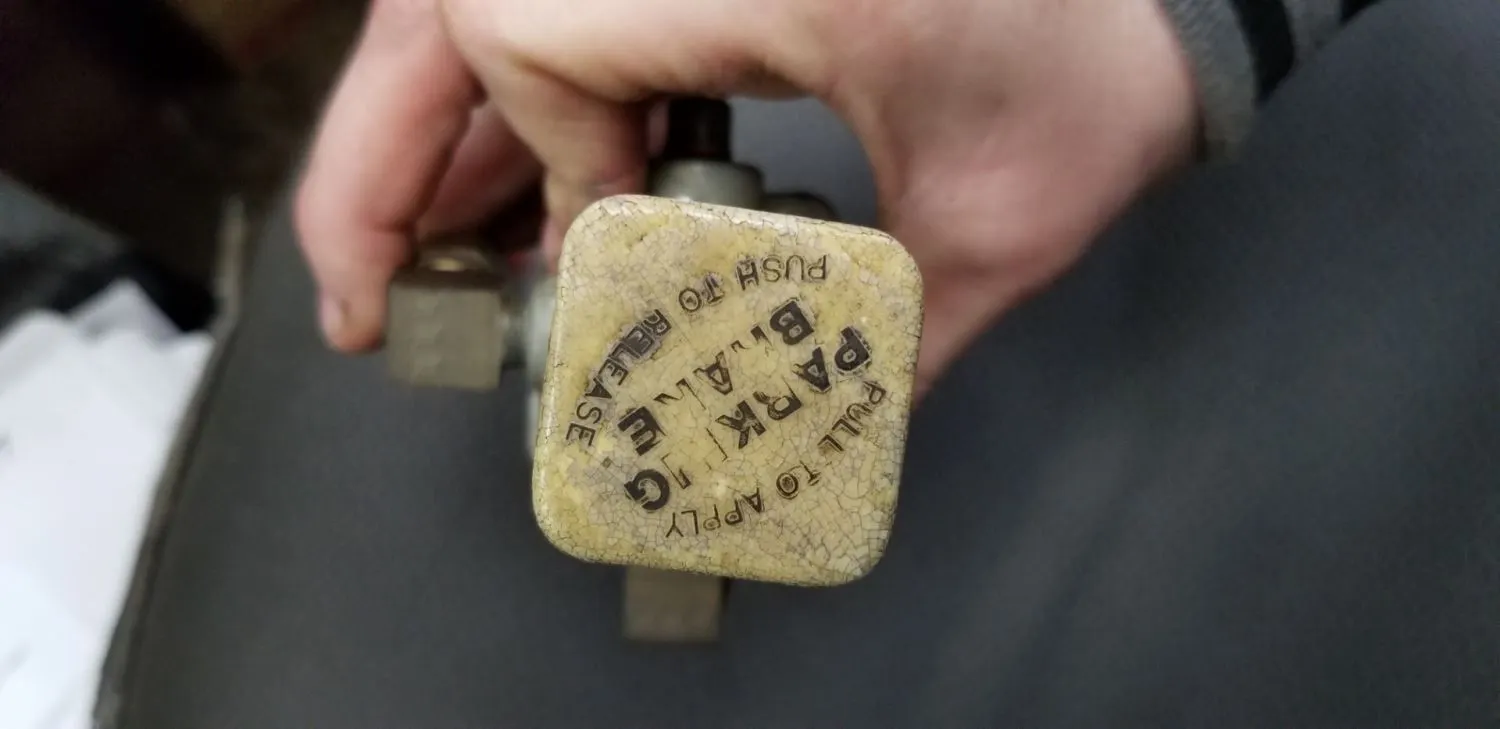 PULL TO APPLY
PARKING
BRAKE
PUSH TO RELEASE.